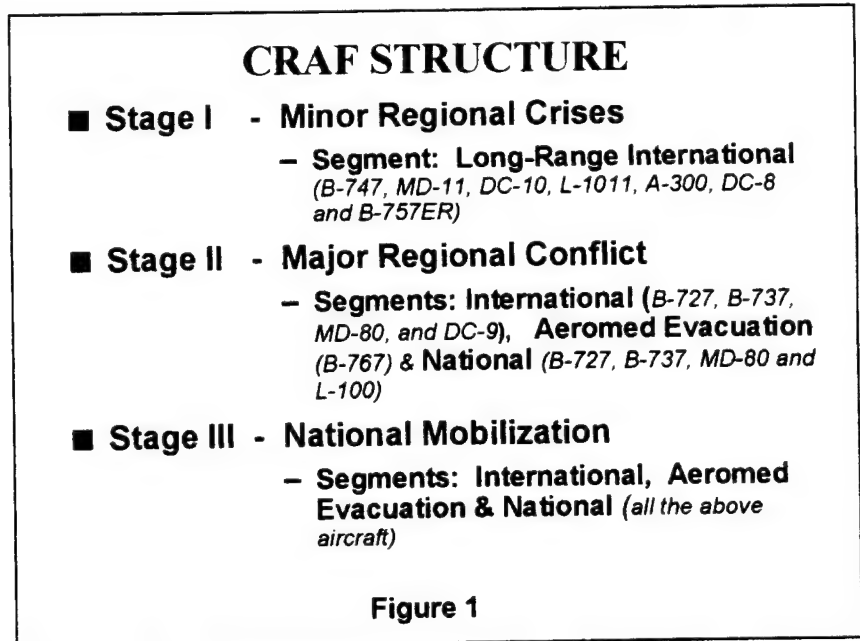 CRAF STRUCTURE
■ Stage I - Minor Regional Crises
– Segment: Long-Range International
(B-747, MD-11, DC-10, L-1011, A-300, DC-8
and B-757ER)
■ Stage II - Major Regional Conflict
– Segments: International (B-727, B-737,
MD-80, and DC-9), Aeromed Evacuation
(B-767) & National (B-727, B-737, MD-80 and
L-100)
■ Stage III - National Mobilization
– Segments: International, Aeromed
Evacuation & National (all the above
aircraft)
Figure 1